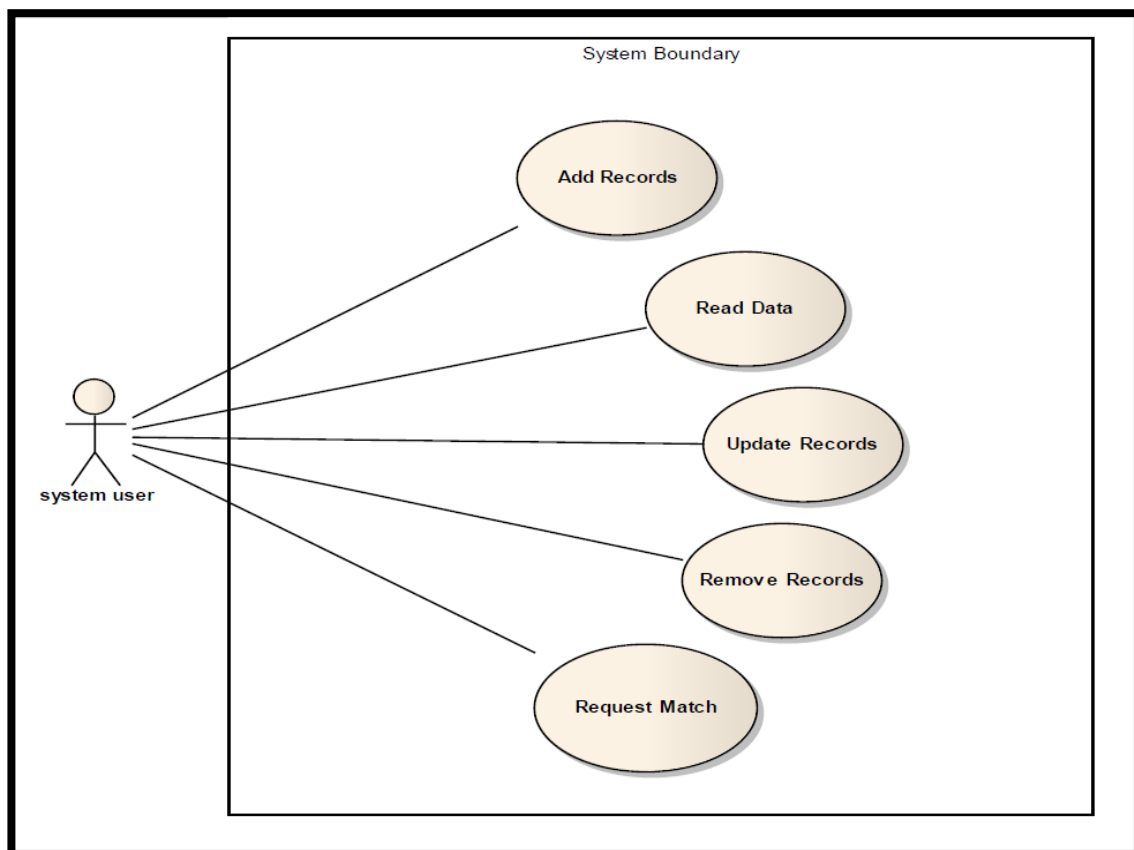 System Boundary
Add Records
Read Data
Update Records
system user
Remove Records
Request Match